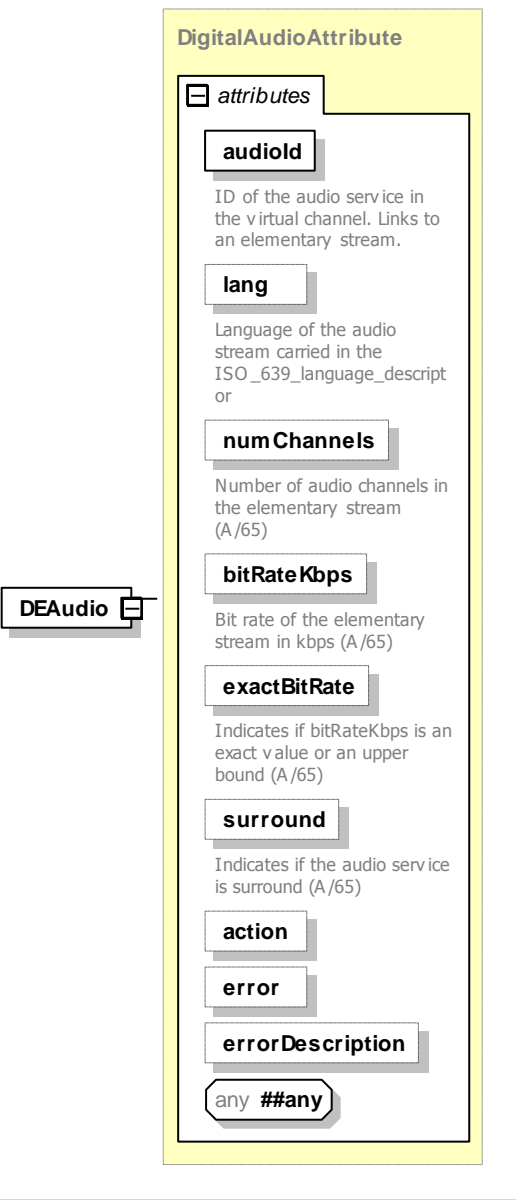 DigitalAudioAttribute
attributes
audioId
ID of the audio service in
the virtual channel. Links to
an elementary stream.
lang
Language of the audio
stream carried in the
ISO_639_language_descript
or
numChannels
Number of audio channels in
the elementary stream
(A/65)
bitRateKbps
Bit rate of the elementary
stream in kbps (A/65)
DEAudio
exactBitRate
Indicates if bitRateKbps is an
exact value or an upper
bound (A/65)
surround
Indicates if the audio service
is surround (A/65)
action
error
errorDescription
any ##any